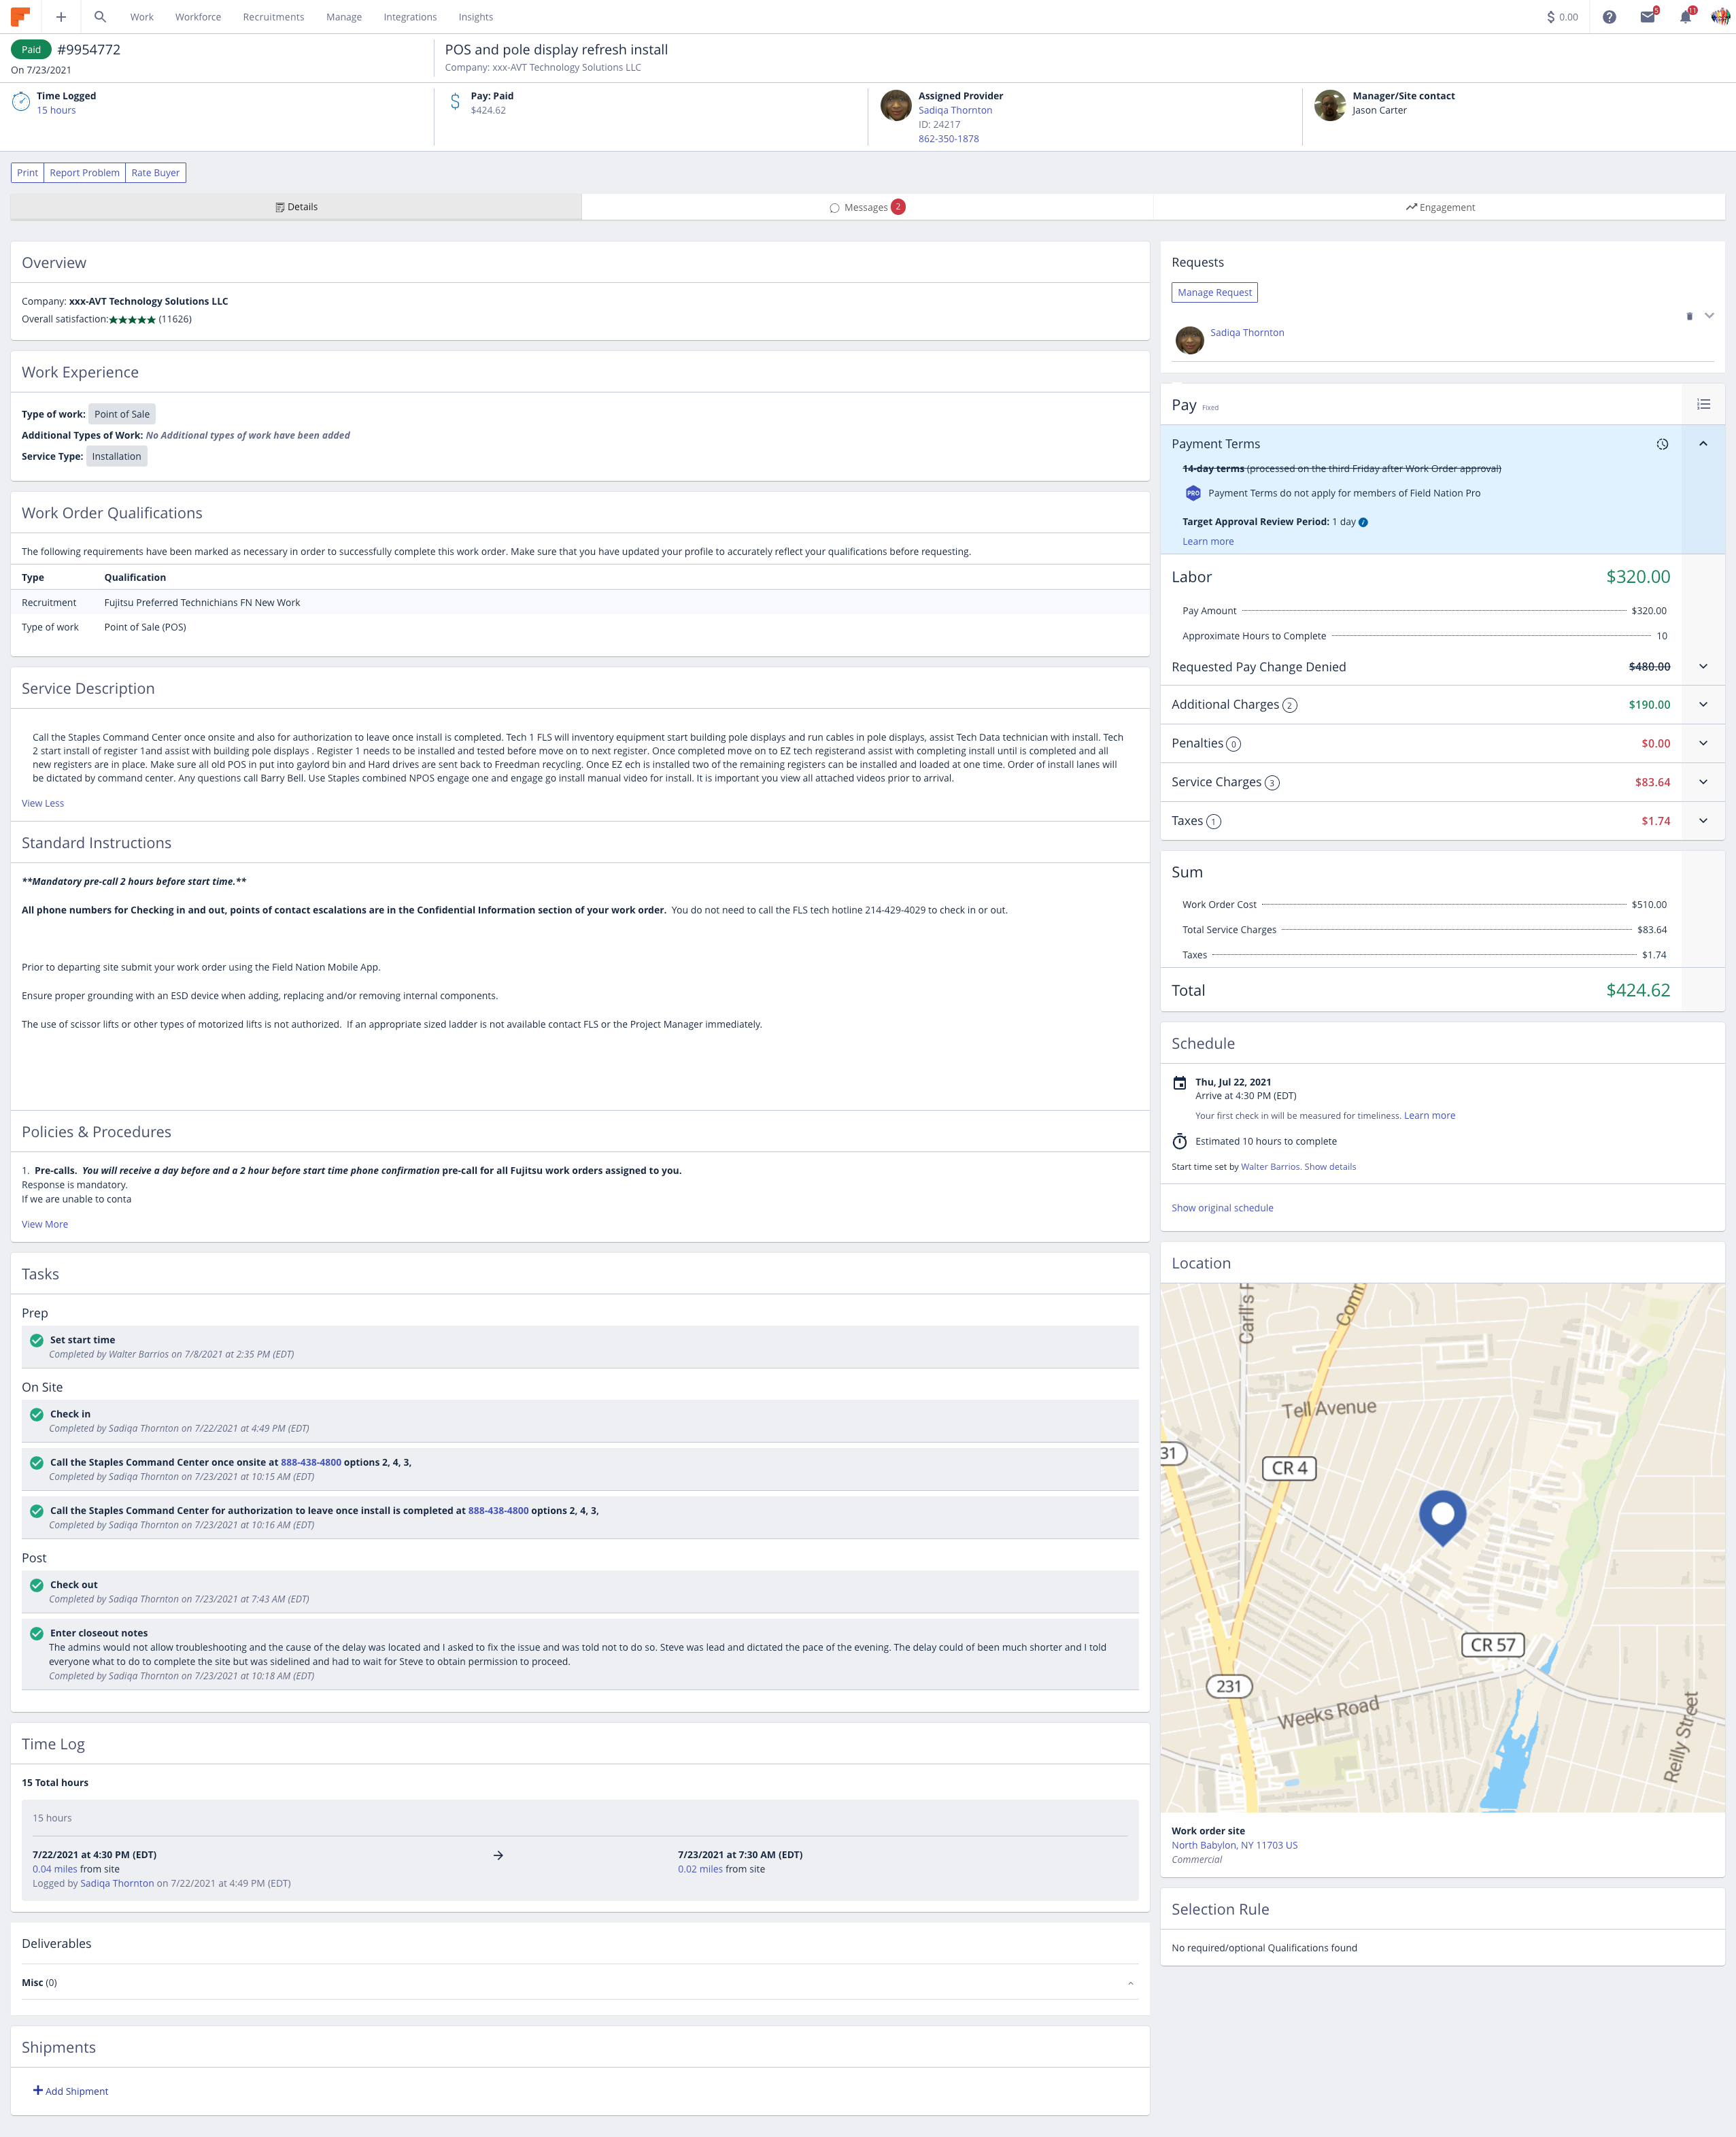 Work Workforce Recruitments Manage Integrations Insights
$ 0.00 5 11
Paid #9954772
On 7/23/2021
POS and pole display refresh install
Company: xxx-AVT Technology Solutions LLC
Time Logged
15 hours
Pay: Paid
$424.62
Assigned Provider
Sadiqa Thornton
ID: 24217
862-350-1878
Manager/Site contact
Jason Carter
Print Report Problem Rate Buyer
Details Messages 2 Engagement
Overview
Company: xxx-AVT Technology Solutions LLC
Overall satisfaction:★★★★★ (11626)
Work Experience
Type of work: Point of Sale
Additional Types of Work: No Additional types of work have been added
Service Type: Installation
Work Order Qualifications
The following requirements have been marked as necessary in order to successfully complete this work order. Make sure that you have updated your profile to accurately reflect your qualifications before requesting.
Type Qualification
Recruitment Fujitsu Preferred Technichians FN New Work
Type of work Point of Sale (POS)
Service Description
Call the Staples Command Center once onsite and also for authorization to leave once install is completed. Tech 1 FLS will inventory equipment start building pole displays and run cables in pole displays, assist Tech Data technician with install. Tech
2 start install of register 1and assist with building pole displays . Register 1 needs to be installed and tested before move on to next register. Once completed move on to EZ tech registerand assist with completing install until is completed and all
new registers are in place. Make sure all old POS in put into gaylord bin and Hard drives are sent back to Freedman recycling. Once EZ ech is installed two of the remaining registers can be installed and loaded at one time. Order of install lanes will
be dictated by command center. Any questions call Barry Bell. Use Staples combined NPOS engage one and engage go install manual video for install. It is important you view all attached videos prior to arrival.
View Less
Standard Instructions
**Mandatory pre-call 2 hours before start time.**
All phone numbers for Checking in and out, points of contact escalations are in the Confidential Information section of your work order. You do not need to call the FLS tech hotline 214-429-4029 to check in or out.
Prior to departing site submit your work order using the Field Nation Mobile App.
Ensure proper grounding with an ESD device when adding, replacing and/or removing internal components.
The use of scissor lifts or other types of motorized lifts is not authorized. If an appropriate sized ladder is not available contact FLS or the Project Manager immediately.
Policies & Procedures
1. Pre-calls. You will receive a day before and a 2 hour before start time phone confirmation pre-call for all Fujitsu work orders assigned to you.
Response is mandatory.
If we are unable to conta
View More
Tasks
Prep
Set start time
Completed by Walter Barrios on 7/8/2021 at 2:35 PM (EDT)
On Site
Check in
Completed by Sadiqa Thornton on 7/22/2021 at 4:49 PM (EDT)
Call the Staples Command Center once onsite at 888-438-4800 options 2, 4, 3,
Completed by Sadiqa Thornton on 7/23/2021 at 10:15 AM (EDT)
Call the Staples Command Center for authorization to leave once install is completed at 888-438-4800 options 2, 4, 3,
Completed by Sadiqa Thornton on 7/23/2021 at 10:16 AM (EDT)
Post
Check out
Completed by Sadiqa Thornton on 7/23/2021 at 7:43 AM (EDT)
Enter closeout notes
The admins would not allow troubleshooting and the cause of the delay was located and I asked to fix the issue and was told not to do so. Steve was lead and dictated the pace of the evening. The delay could of been much shorter and I told
everyone what to do to complete the site but was sidelined and had to wait for Steve to obtain permission to proceed.
Completed by Sadiqa Thornton on 7/23/2021 at 10:18 AM (EDT)
Time Log
15 Total hours
15 hours
7/22/2021 at 4:30 PM (EDT) 7/23/2021 at 7:30 AM (EDT)
0.04 miles from site 0.02 miles from site
Logged by Sadiqa Thornton on 7/22/2021 at 4:49 PM (EDT)
Deliverables
Misc (0)
Shipments
Add Shipment
Requests
Manage Request
Sadiqa Thornton
Pay Fixed
Payment Terms
14-day terms (processed on the third Friday after Work Order approval)
PRO Payment Terms do not apply for members of Field Nation Pro
Target Approval Review Period: 1 day
Learn more
Labor $320.00
Pay Amount $320.00
Approximate Hours to Complete 10
Requested Pay Change Denied $480.00
Additional Charges 2 $190.00
Penalties 0 $0.00
Service Charges 3 $83.64
Taxes 1 $1.74
Sum
Work Order Cost $510.00
Total Service Charges $83.64
Taxes $1.74
Total $424.62
Schedule
Thu, Jul 22, 2021
Arrive at 4:30 PM (EDT)
Your first check in will be measured for timeliness. Learn more
Estimated 10 hours to complete
Start time set by Walter Barrios. Show details
Show original schedule
Location
Tell Avenue
31
CR 4
CR 57
231
Weeks Road
Reilly Street
Work order site
North Babylon, NY 11703 US
Commercial
Selection Rule
No required/optional Qualifications found